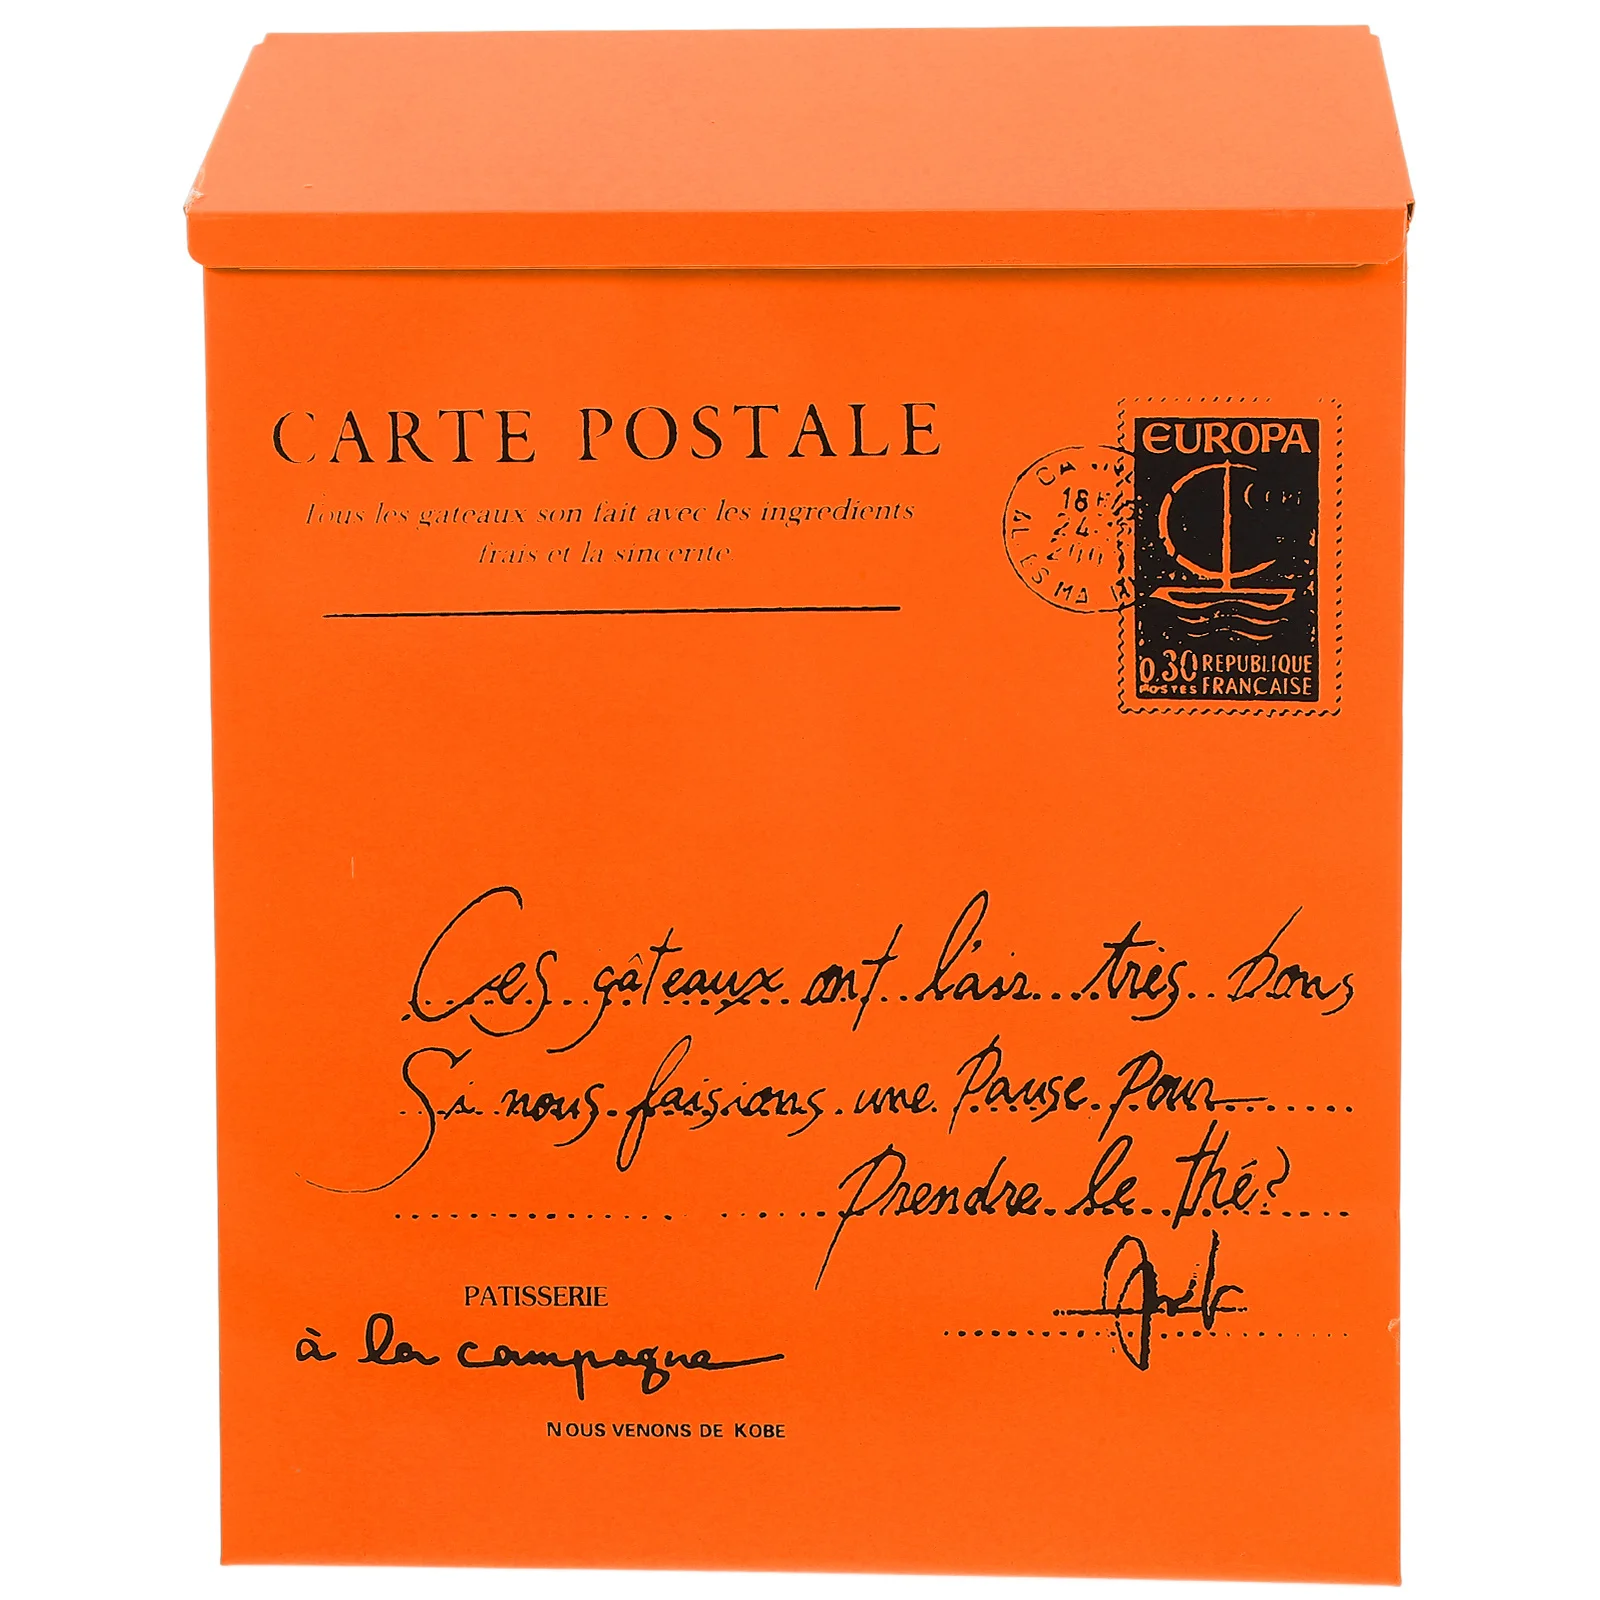 CARTE POSTALE
Tous les gateaux son fait avec les ingredients
frais et la sincerite.
EUROPA
18 H
24
0,30 REPUBLIQUE
POSTES FRANÇAISE
Ces gâteaux ont l'air très bons
Si nous faisions une Pause Pour
Prendre le thé?
PATISSERIE
à la campagne
NOUS VENONS DE KOBE